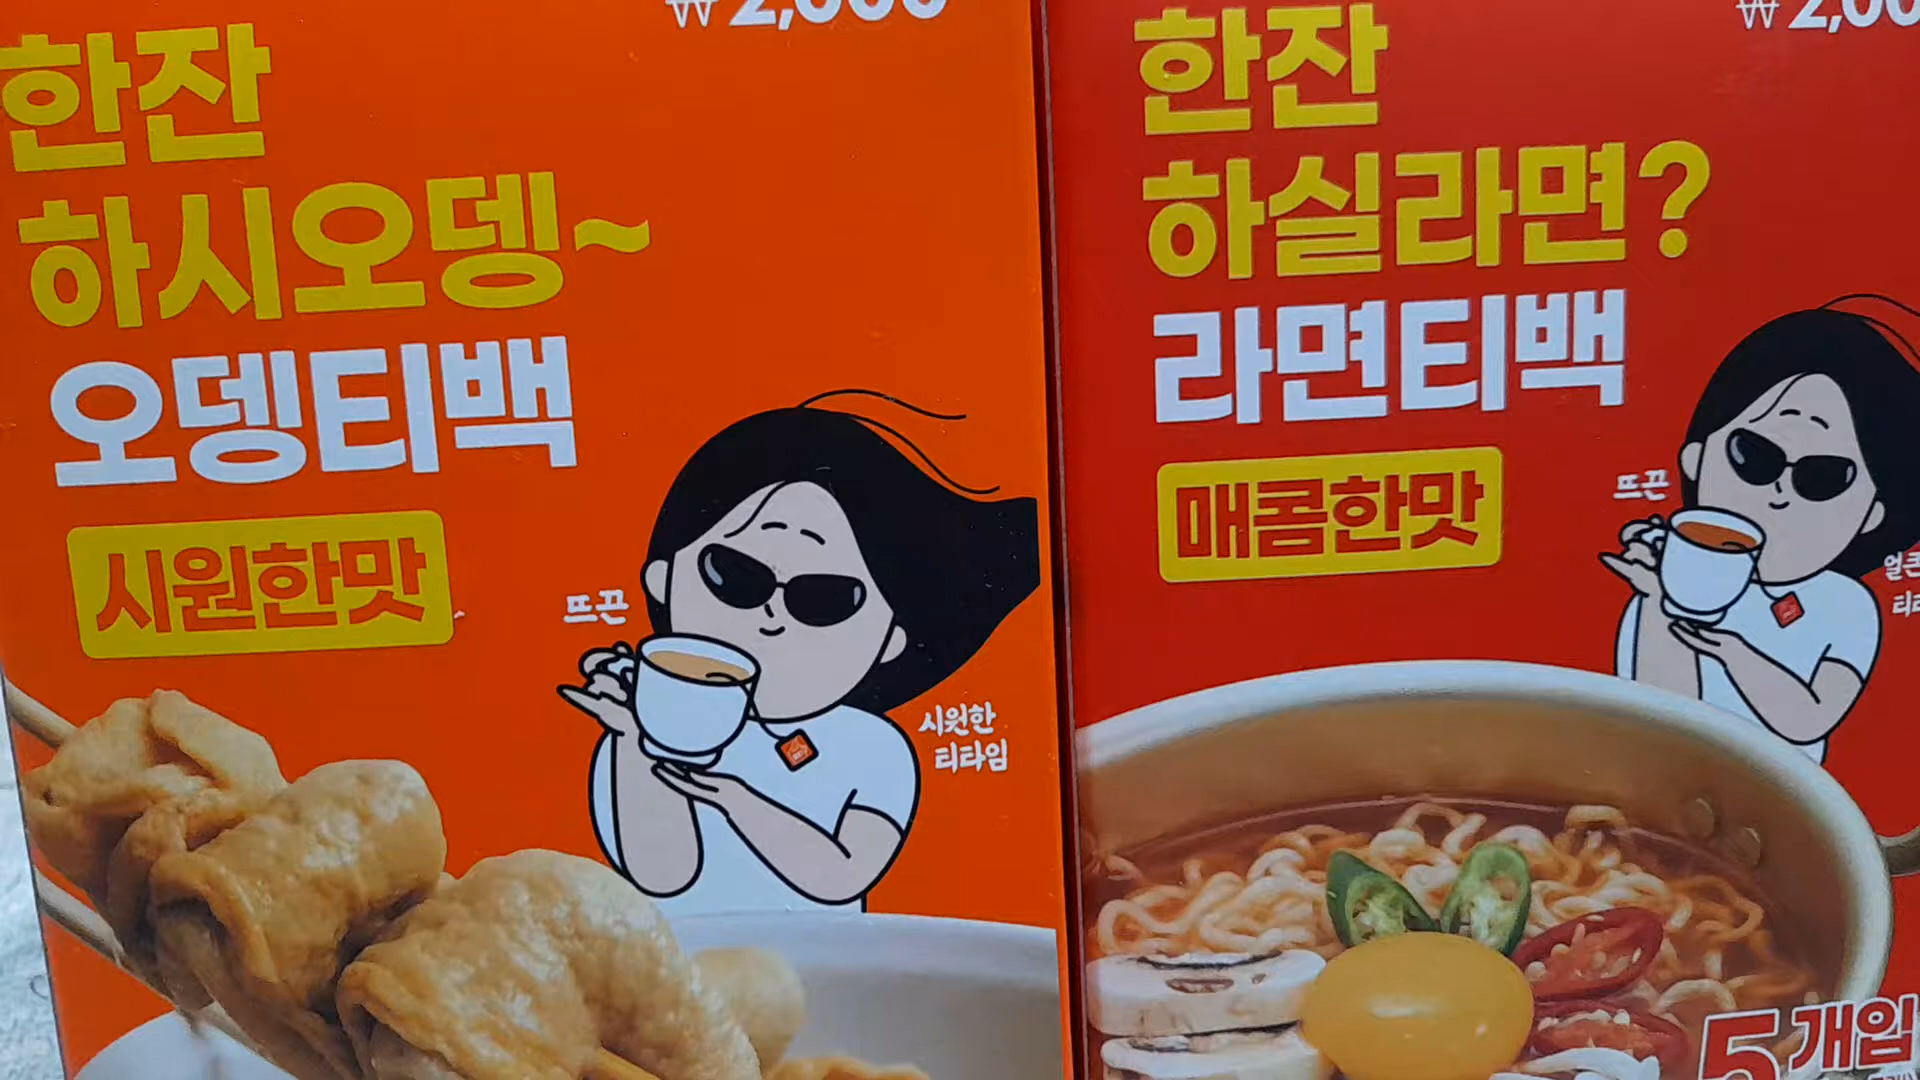 ₩ 2,000
한잔
하시오뎅~
오뎅티백
시원한맛
뜨끈
시원한
티타임
한잔
하실라면?
라면티백
매콤한맛
뜨끈
5개입